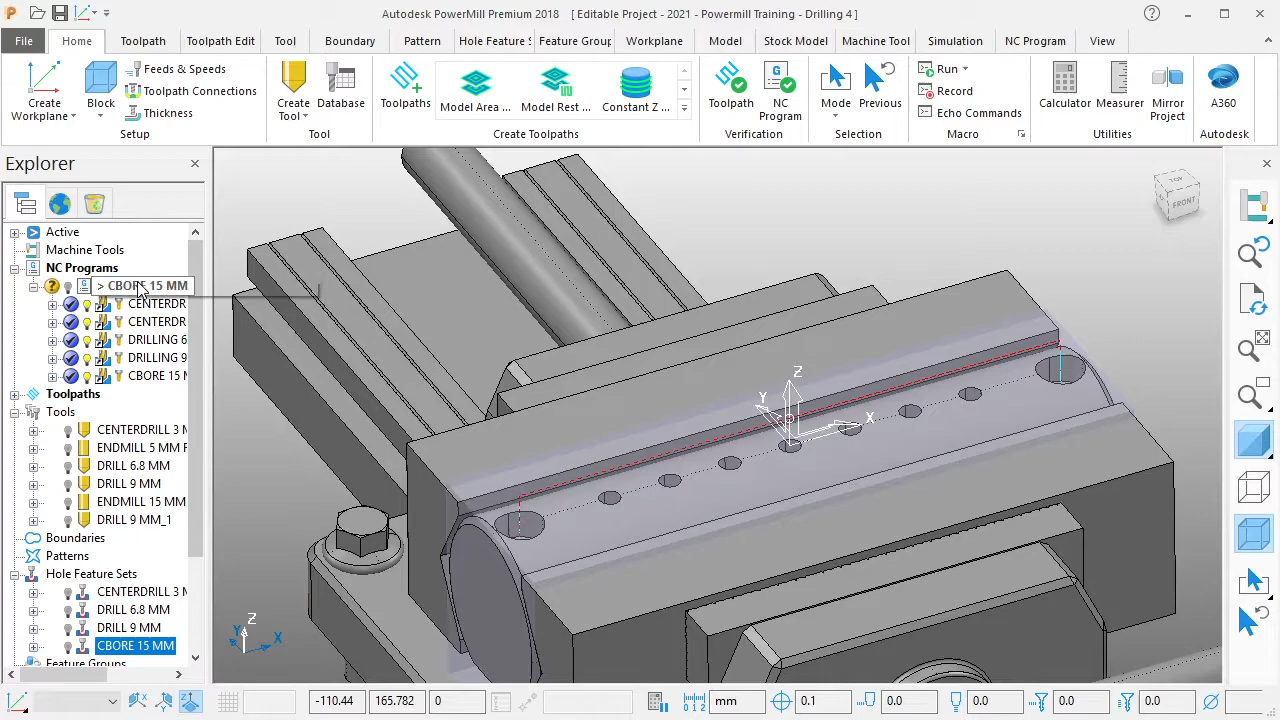 Autodesk PowerMill Premium 2018 [ Editable Project - 2021 - Powermill Training - Drilling 4 ]
File Home Toolpath Toolpath Edit Tool Boundary Pattern Hole Feature S Feature Group Workplane Model Stock Model Machine Tool Simulation NC Program View
Create Workplane
Block
Feeds & Speeds
Toolpath Connections
Thickness
Setup
Create Tool
Database
Tool
Toolpaths
Model Area ...
Model Rest ...
Constant Z ...
Create Toolpaths
Toolpath
NC Program
Verification
Mode
Previous
Selection
Run
Record
Echo Commands
Macro
Calculator
Measurer
Mirror Project
Utilities
A360
Autodesk
Explorer
Active
Machine Tools
NC Programs
> CBORE 15 MM
CENTERDR
CENTERDR
DRILLING 6
DRILLING 9
CBORE 15 M
Toolpaths
Tools
CENTERDRILL 3 M
ENDMILL 5 MM F
DRILL 6.8 MM
DRILL 9 MM
ENDMILL 15 MM
DRILL 9 MM_1
Boundaries
Patterns
Hole Feature Sets
CENTERDRILL 3 M
DRILL 6.8 MM
DRILL 9 MM
CBORE 15 MM
Feature Groups
TOP
FRONT
Z
Y
X
Z
Y
X
-110.44 165.782 0 mm 0.1 0.0 0.0 0.0 0.0